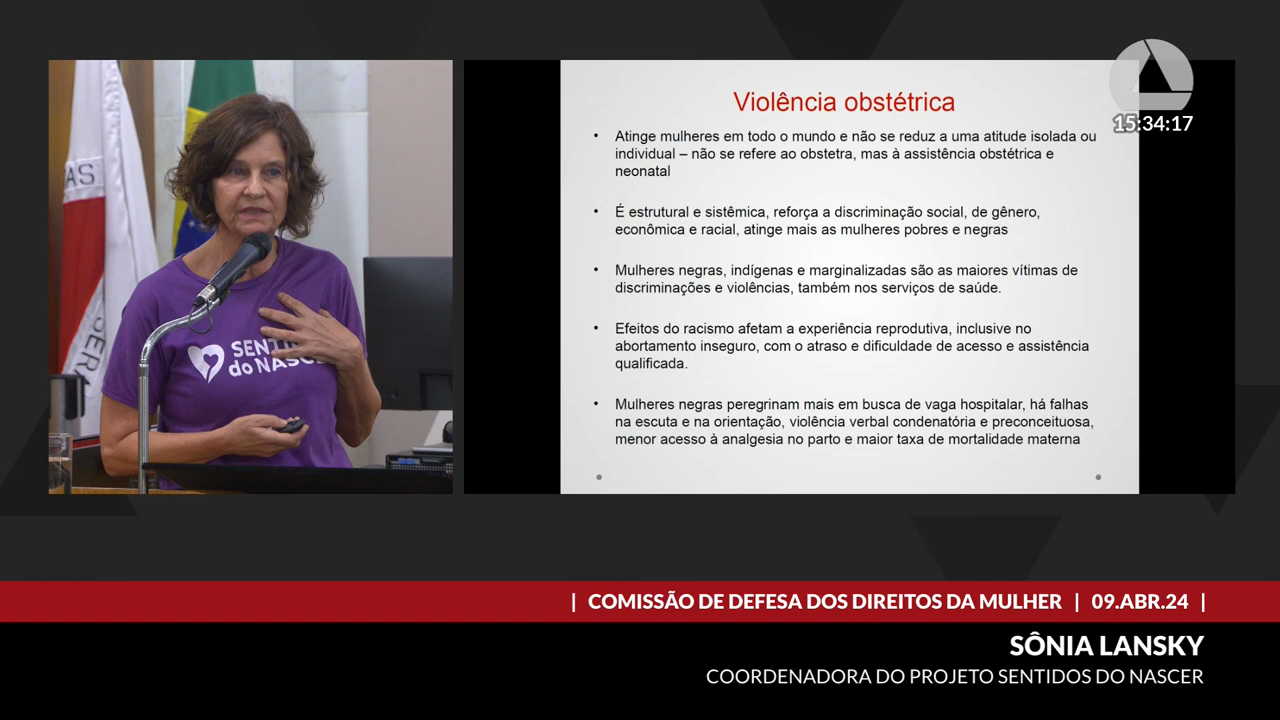 Violência obstétrica
• Atinge mulheres em todo o mundo e não se reduz a uma atitude isolada ou
individual – não se refere ao obstetra, mas à assistência obstétrica e
neonatal
• É estrutural e sistêmica, reforça a discriminação social, de gênero,
econômica e racial, atinge mais as mulheres pobres e negras
• Mulheres negras, indígenas e marginalizadas são as maiores vítimas de
discriminações e violências, também nos serviços de saúde.
• Efeitos do racismo afetam a experiência reprodutiva, inclusive no
abortamento inseguro, com o atraso e dificuldade de acesso e assistência
qualificada.
• Mulheres negras peregrinam mais em busca de vaga hospitalar, há falhas
na escuta e na orientação, violência verbal condenatória e preconceituosa,
menor acesso à analgesia no parto e maior taxa de mortalidade materna
15:34:17
AS
SER
SENTI
do NASC
| COMISSÃO DE DEFESA DOS DIREITOS DA MULHER | 09.ABR.24 |
SÔNIA LANSKY
COORDENADORA DO PROJETO SENTIDOS DO NASCER